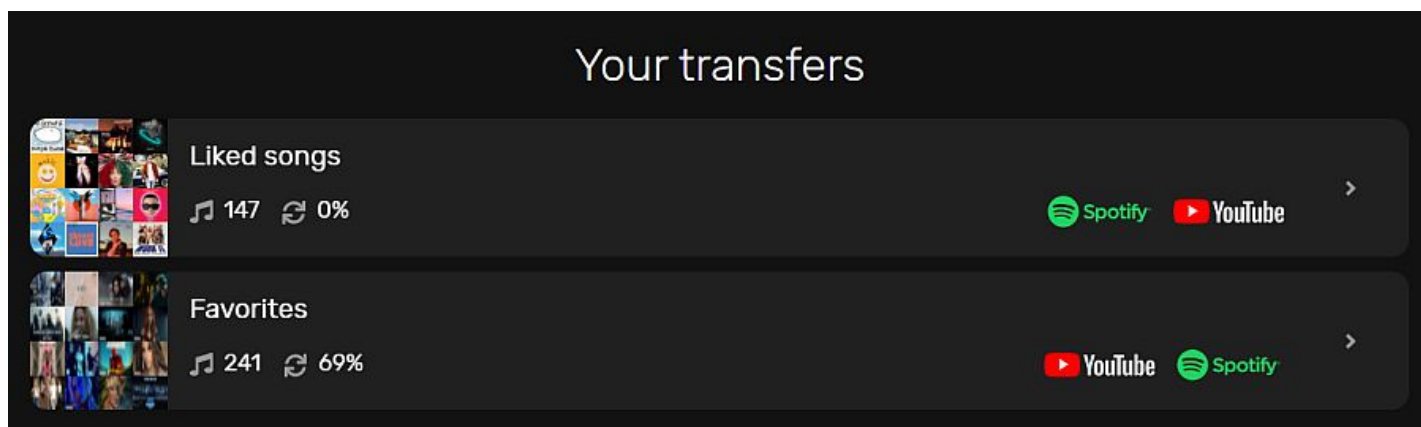 Your transfers
Liked songs
147 0%
Spotify YouTube
Favorites
241 69%
YouTube Spotify